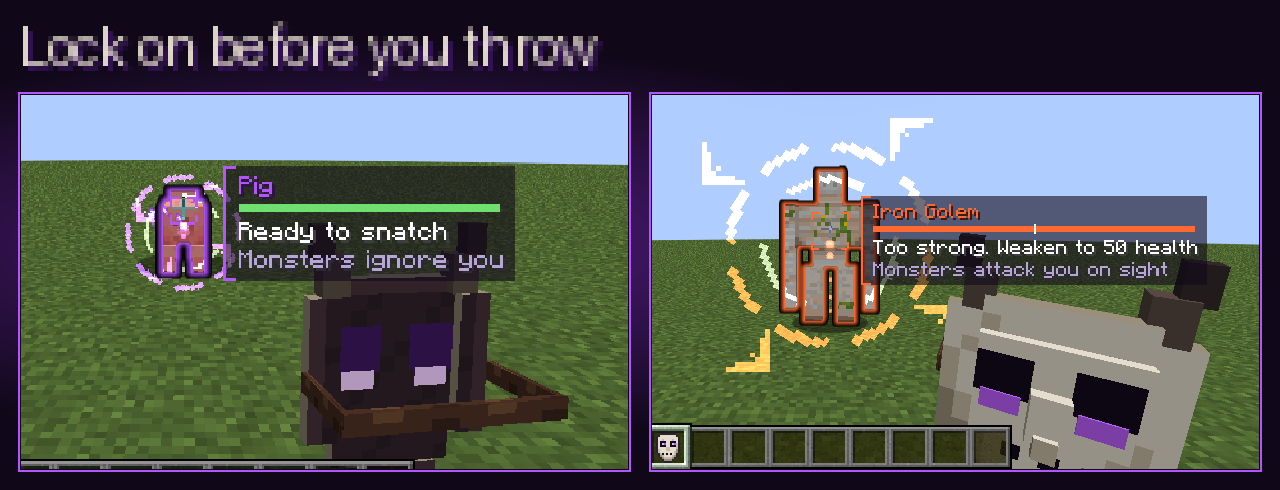 Lock on before you throw
Pig
Ready to snatch
Monsters ignore you
Iron Golem
Too strong. Weaken to 50 health
Monsters attack you on sight